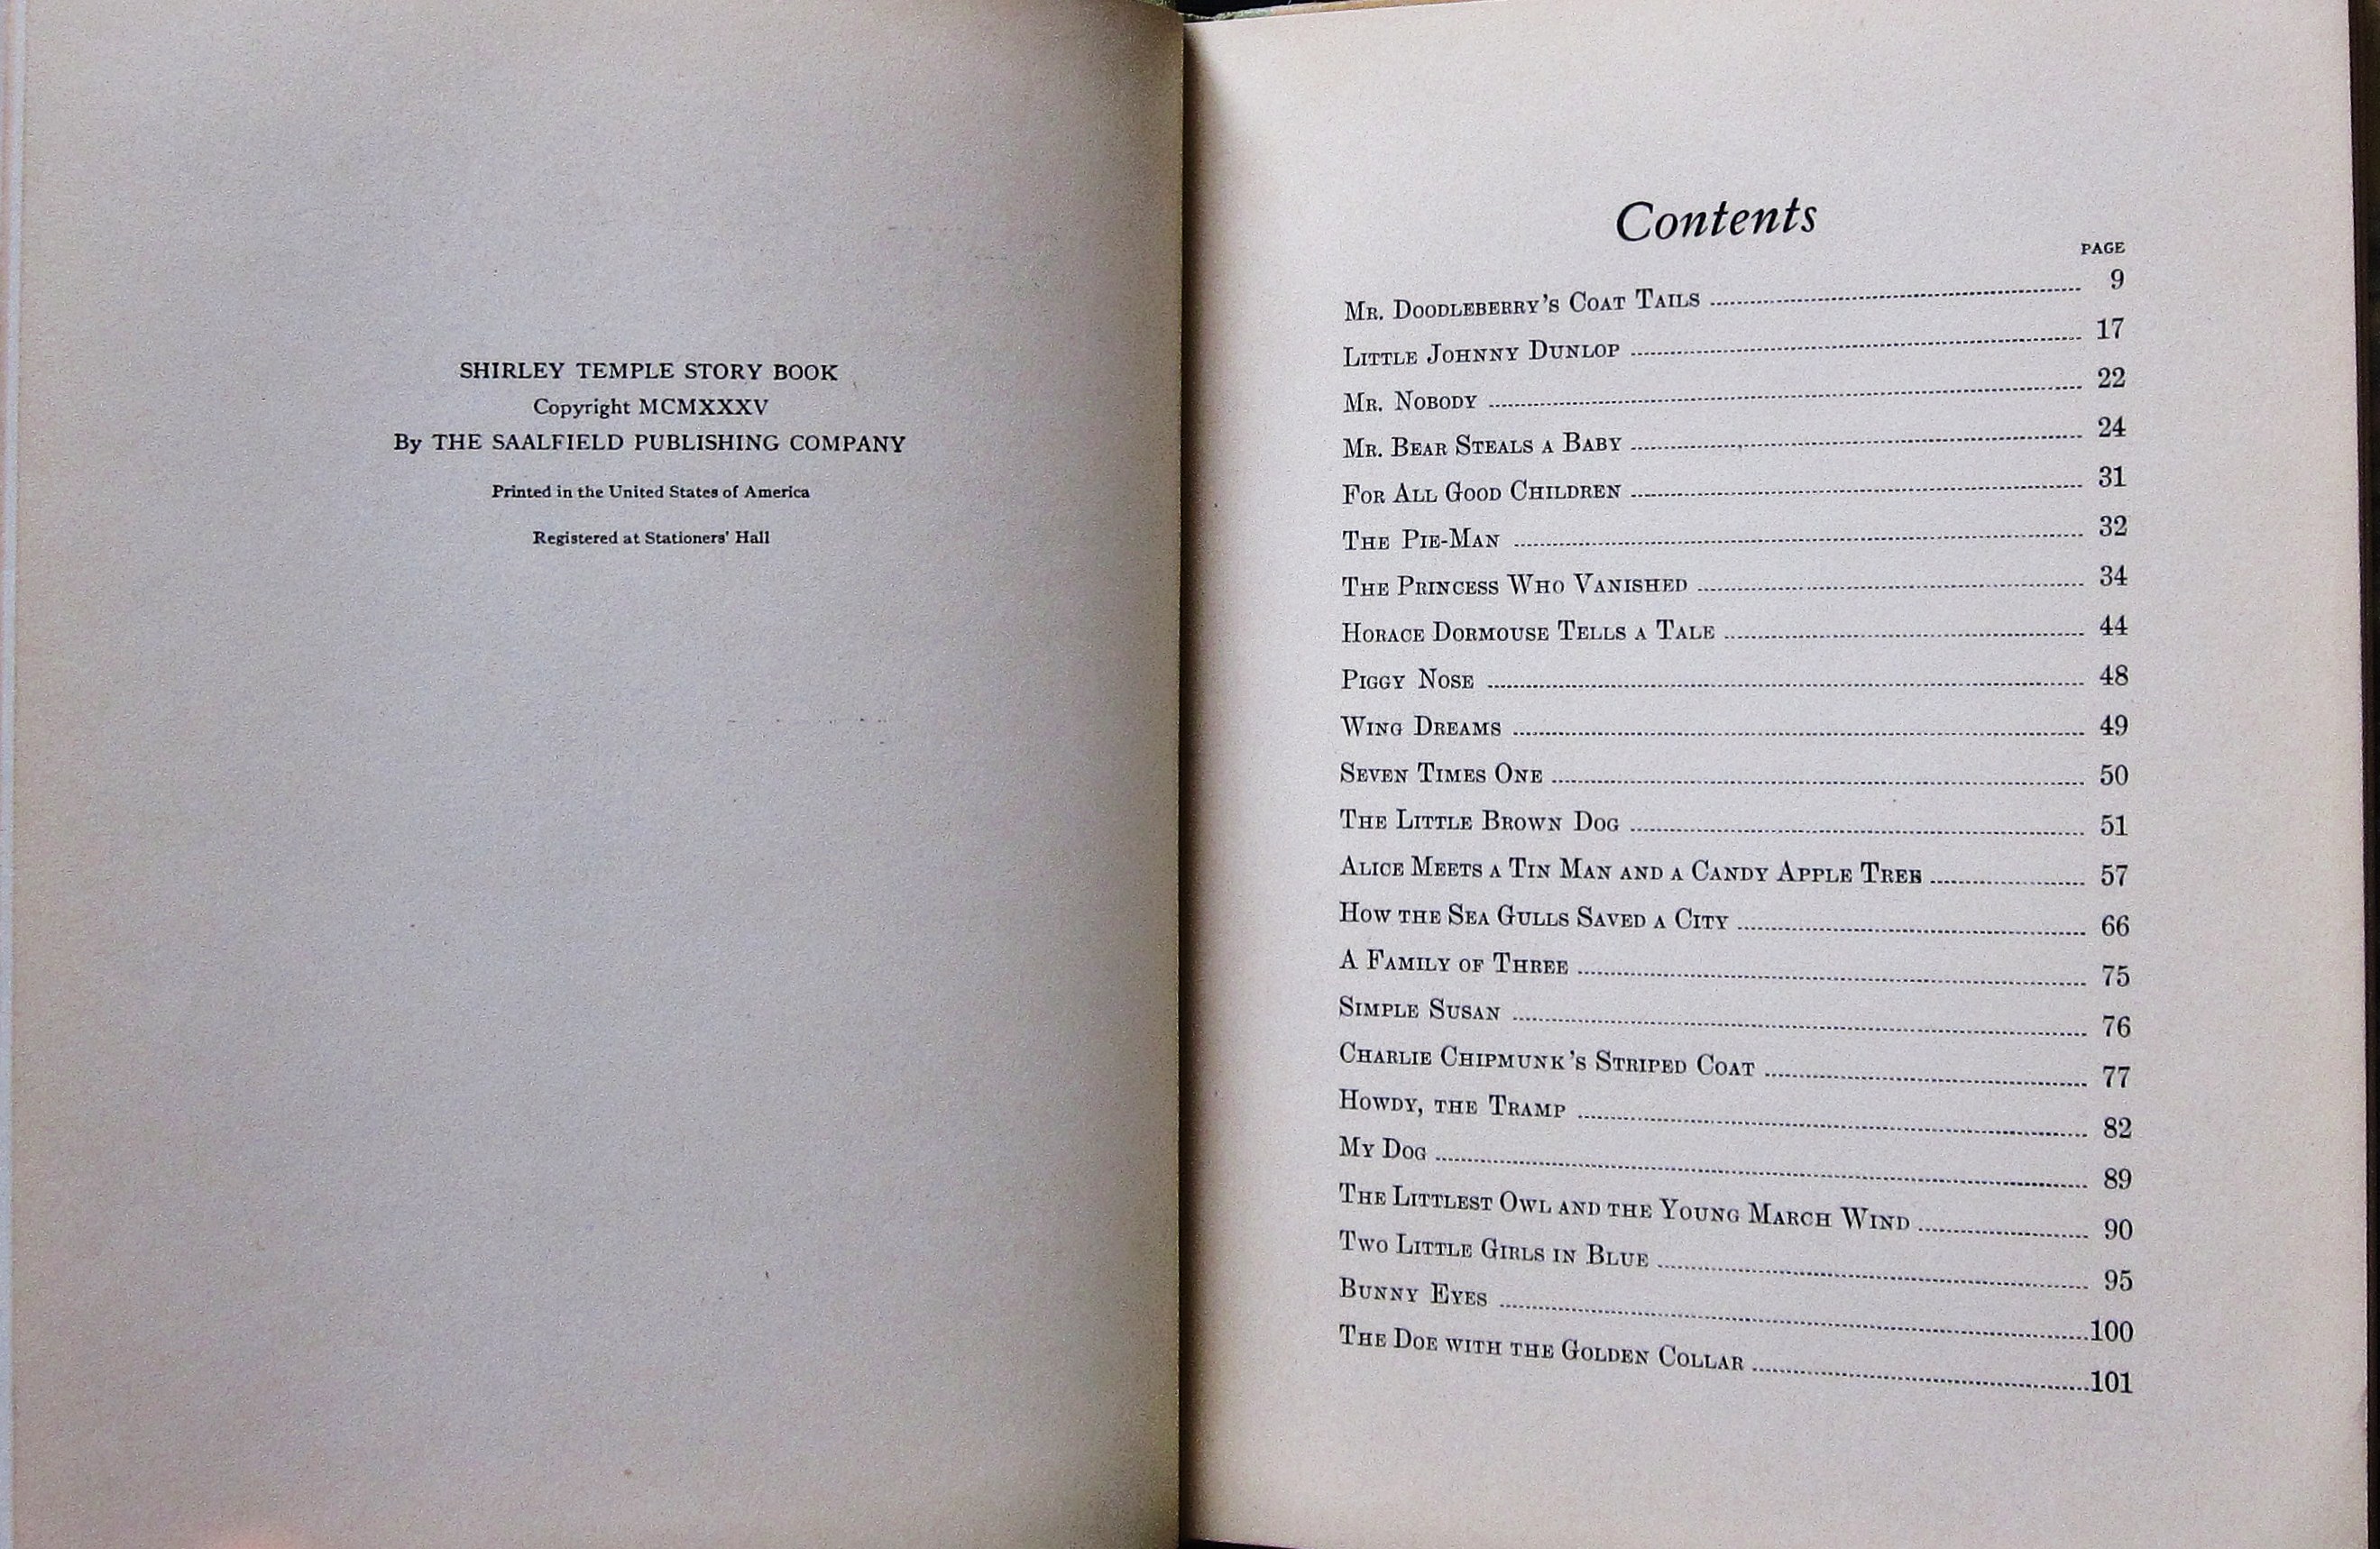 SHIRLEY TEMPLE STORY BOOK
Copyright MCMXXXV
By THE SAALFIELD PUBLISHING COMPANY
Printed in the United States of America
Registered at Stationers' Hall
Contents
PAGE
Mr. Doodleberry's Coat Tails 9
Little Johnny Dunlop 17
Mr. Nobody 22
Mr. Bear Steals a Baby 24
For All Good Children 31
The Pie-Man 32
The Princess Who Vanished 34
Horace Dormouse Tells a Tale 44
Piggy Nose 48
Wing Dreams 49
Seven Times One 50
The Little Brown Dog 51
Alice Meets a Tin Man and a Candy Apple Tree 57
How the Sea Gulls Saved a City 66
A Family of Three 75
Simple Susan 76
Charlie Chipmunk's Striped Coat 77
Howdy, the Tramp 82
My Dog 89
The Littlest Owl and the Young March Wind 90
Two Little Girls in Blue 95
Bunny Eyes 100
The Doe with the Golden Collar 101